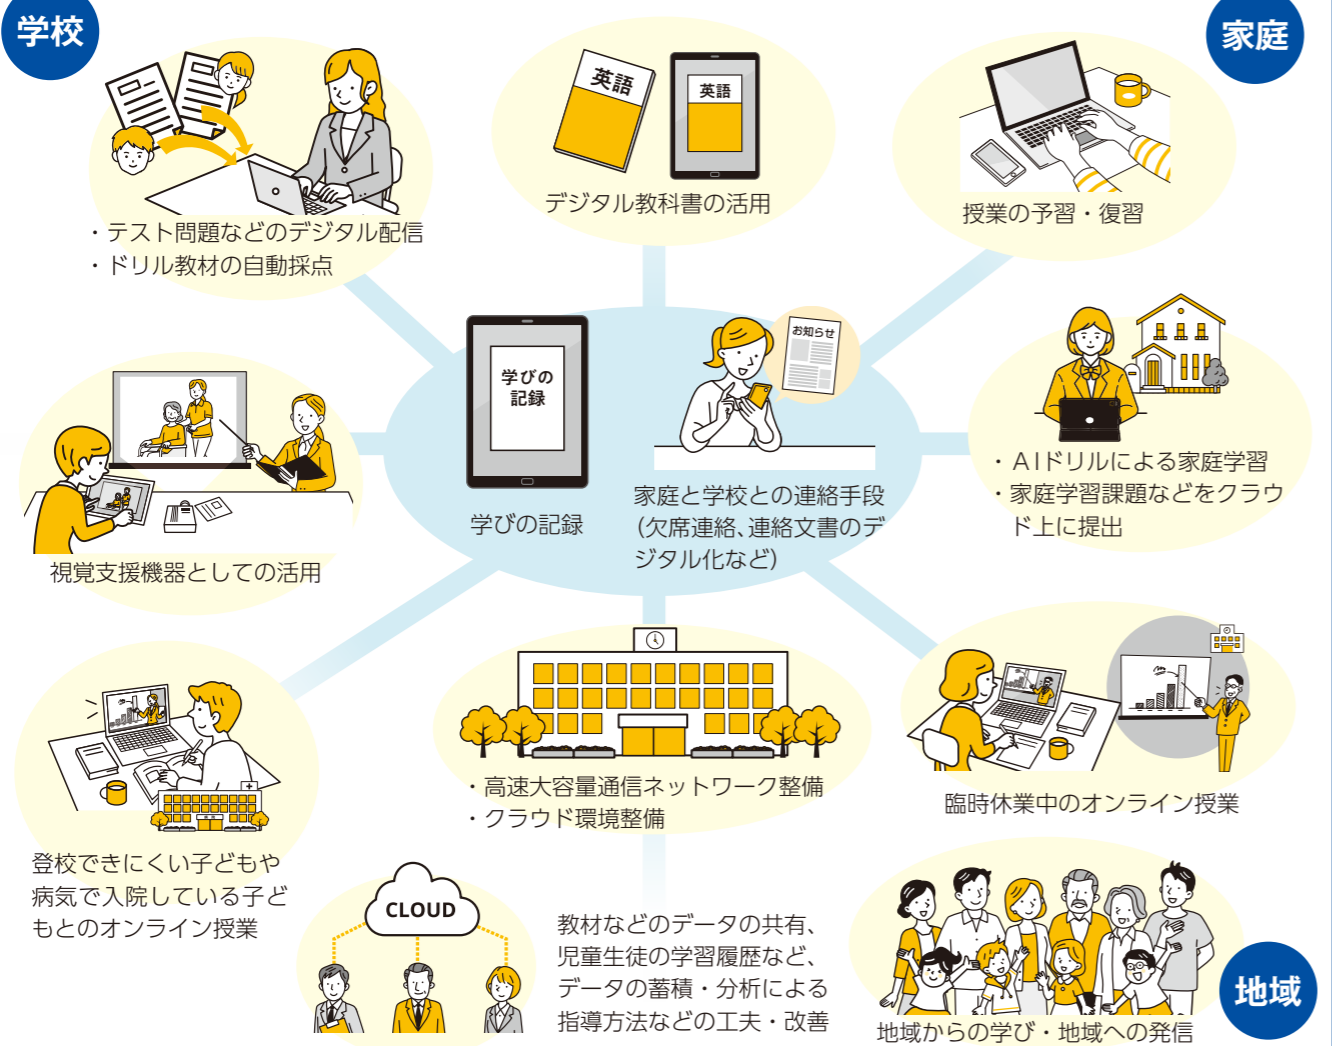 学校
家庭
英語
英語
デジタル教科書の活用
授業の予習・復習
・テスト問題などのデジタル配信
・ドリル教材の自動採点
学びの
記録
お知らせ
学びの記録
家庭と学校との連絡手段
（欠席連絡、連絡文書のデ
ジタル化など）
・AIドリルによる家庭学習
・家庭学習課題などをクラウ
ド上に提出
視覚支援機器としての活用
・高速大容量通信ネットワーク整備
・クラウド環境整備
臨時休業中のオンライン授業
登校できにくい子どもや
病気で入院している子ど
もとのオンライン授業
CLOUD
教材などのデータの共有、
児童生徒の学習履歴など、
データの蓄積・分析による
指導方法などの工夫・改善
地域
地域からの学び・地域への発信